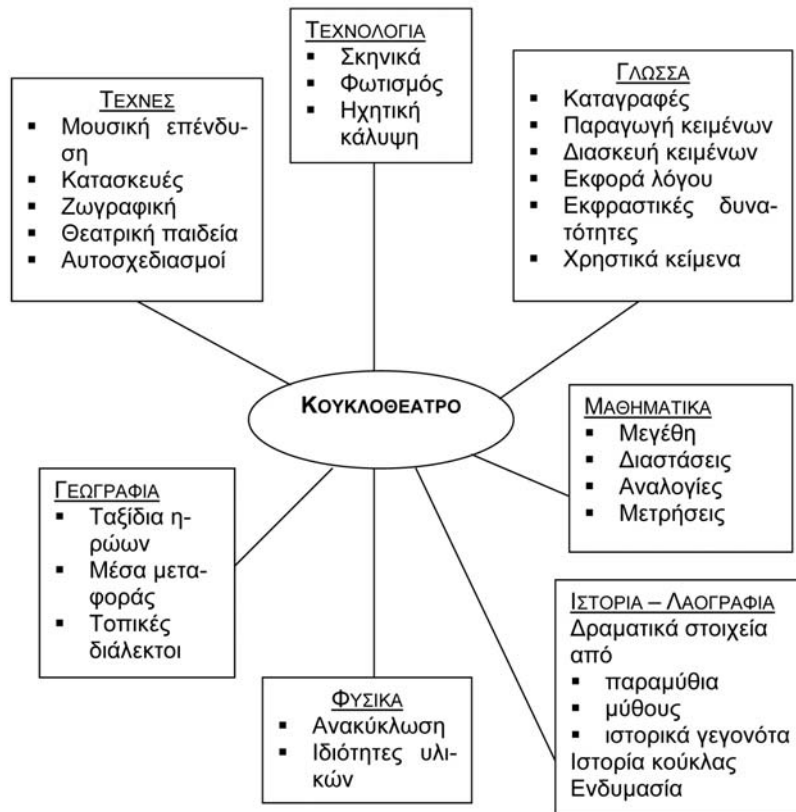 ΤΕΧΝΟΛΟΓΙΑ
▪ Σκηνικά
▪ Φωτισμός
▪ Ηχητική
κάλυψη
ΤΕΧΝΕΣ
▪ Μουσική επένδυ-
ση
▪ Κατασκευές
▪ Ζωγραφική
▪ Θεατρική παιδεία
▪ Αυτοσχεδιασμοί
ΓΛΩΣΣΑ
▪ Καταγραφές
▪ Παραγωγή κειμένων
▪ Διασκευή κειμένων
▪ Εκφορά λόγου
▪ Εκφραστικές δυνα-
τότητες
▪ Χρηστικά κείμενα
ΚΟΥΚΛΟΘΕΑΤΡΟ
ΜΑΘΗΜΑΤΙΚΑ
▪ Μεγέθη
▪ Διαστάσεις
▪ Αναλογίες
▪ Μετρήσεις
ΓΕΩΓΡΑΦΙΑ
▪ Ταξίδια η-
ρώων
▪ Μέσα μετα-
φοράς
▪ Τοπικές
διάλεκτοι
ΦΥΣΙΚΑ
▪ Ανακύκλωση
▪ Ιδιότητες υλι-
κών
ΙΣΤΟΡΙΑ – ΛΑΟΓΡΑΦΙΑ
Δραματικά στοιχεία
από
▪ παραμύθια
▪ μύθους
▪ ιστορικά γεγονότα
Ιστορία κούκλας
Ενδυμασία